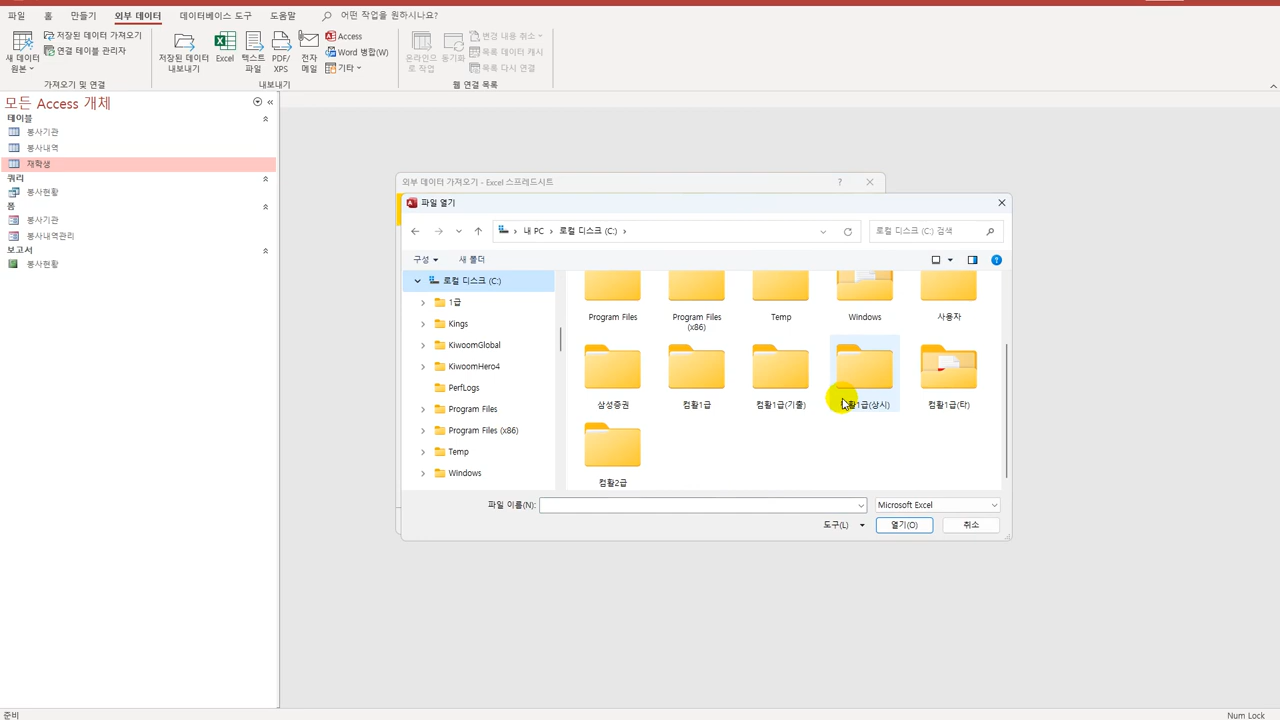 파일 홈 만들기 외부 데이터 데이터베이스 도구 도움말 어떤 작업을 원하시나요?
새 데이터 원본
저장된 데이터 가져오기
연결 테이블 관리자
가져오기 및 연결
저장된 데이터 내보내기
Excel
텍스트 파일
PDF/XPS
전자 메일
Access
Word 병합(W)
기타
내보내기
온라인으로 작업
동기화
변경 내용 취소
목록 데이터 캐시
목록 다시 연결
웹 연결 목록
모든 Access 개체
테이블
봉사기관
봉사내역
재학생
쿼리
봉사현황
폼
봉사기관
봉사내역관리
보고서
봉사현황
외부 데이터 가져오기 - Excel 스프레드시트 ?
파일 열기
내 PC 로컬 디스크 (C:)
로컬 디스크 (C:) 검색
구성 새 폴더
로컬 디스크 (C:)
1급
Kings
KiwoomGlobal
KiwoomHero4
PerfLogs
Program Files
Program Files (x86)
Temp
Windows
Program Files
Program Files (x86)
Temp
Windows
사용자
삼성증권
컴활1급
컴활1급(기출)
활1급(상시)
컴활1급(타)
컴활2급
파일 이름(N):
Microsoft Excel
도구(L)
열기(O)
취소
준비
Num Lock